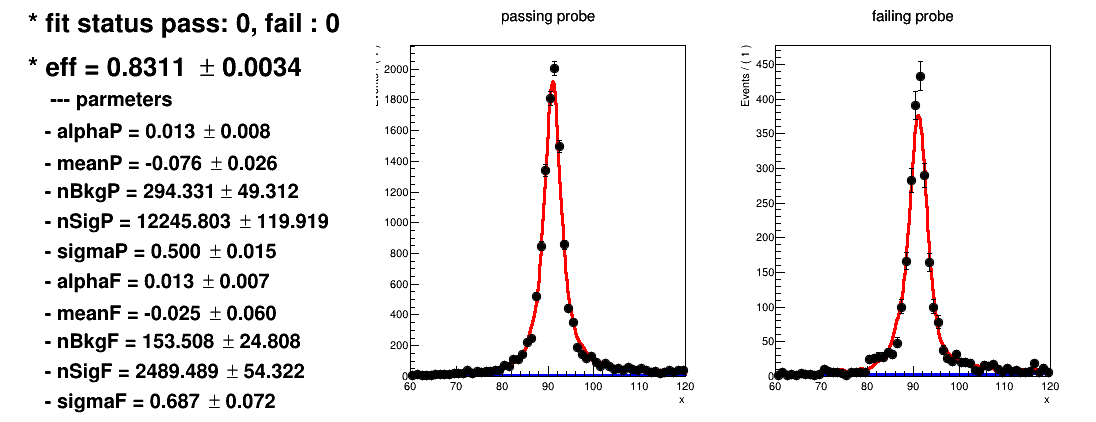 * fit status pass: 0, fail : 0
* eff = 0.8311 ± 0.0034
--- parmeters
- alphaP = 0.013 ± 0.008
- meanP = -0.076 ± 0.026
- nBkgP = 294.331 ± 49.312
- nSigP = 12245.803 ± 119.919
- sigmaP = 0.500 ± 0.015
- alphaF = 0.013 ± 0.007
- meanF = -0.025 ± 0.060
- nBkgF = 153.508 ± 24.808
- nSigF = 2489.489 ± 54.322
- sigmaF = 0.687 ± 0.072
passing probe
2000
1800
1600
1400
1200
1000
800
600
400
200
0
60 70 80 90 100 110 120
x
failing probe
Events / ( 1 )
450
400
350
300
250
200
150
100
50
0
60 70 80 90 100 110 120
x